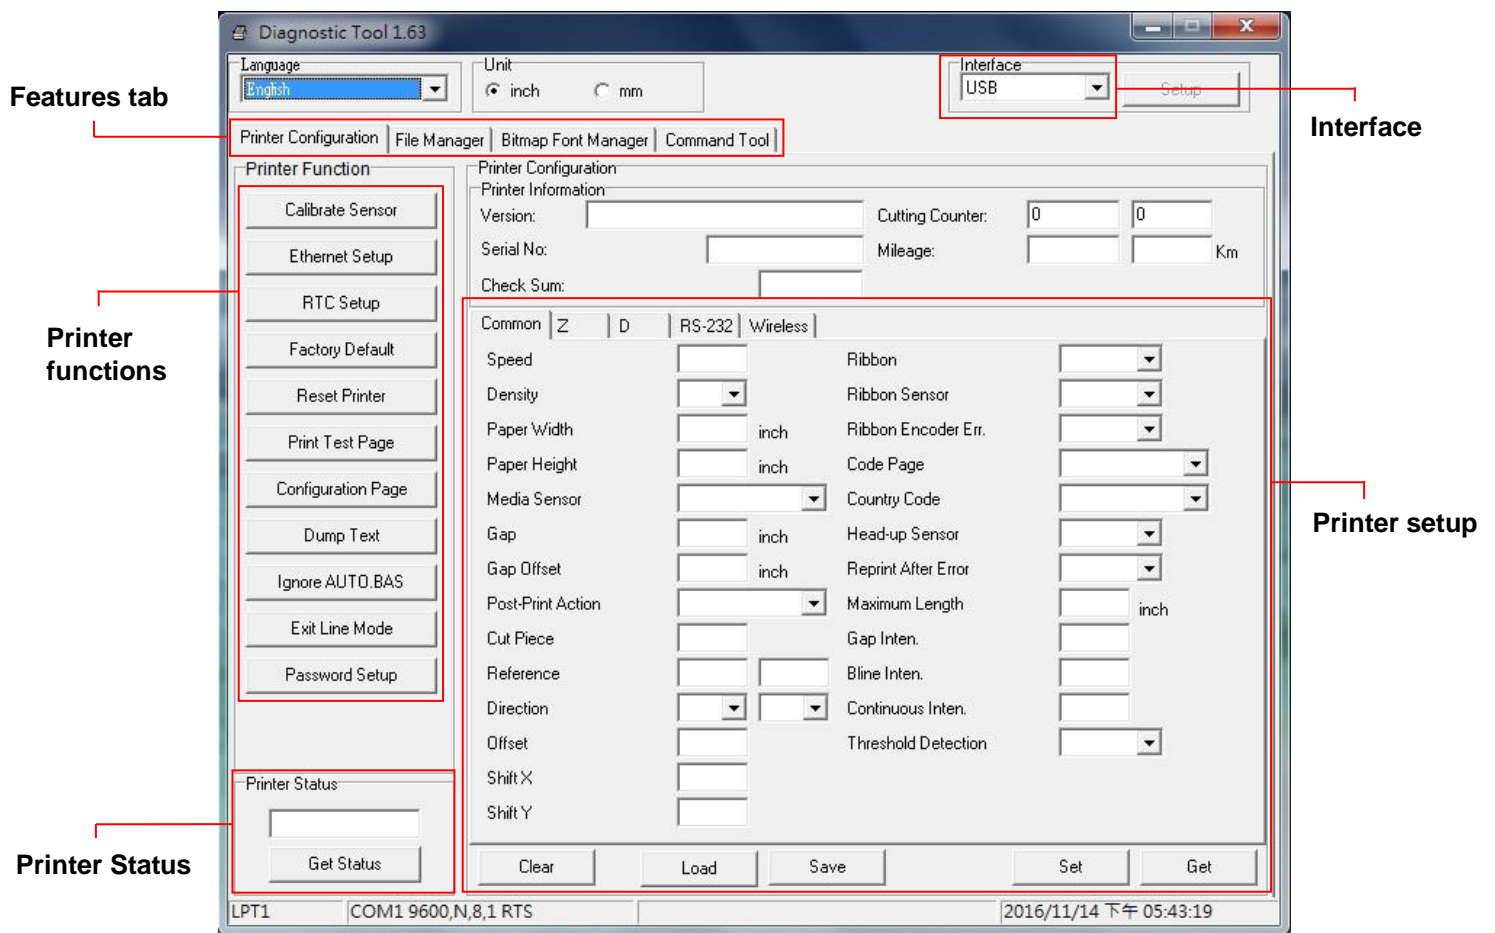 Diagnostic Tool 1.63
Language
English
Unit
inch
mm
Interface
USB
Setup
Features tab
Interface
Printer Configuration
File Manager
Bitmap Font Manager
Command Tool
Printer Function
Calibrate Sensor
Ethernet Setup
RTC Setup
Factory Default
Reset Printer
Print Test Page
Configuration Page
Dump Text
Ignore AUTO.BAS
Exit Line Mode
Password Setup
Printer
functions
Printer Configuration
Printer Information
Version:
Cutting Counter:
0
0
Serial No:
Mileage:
Km
Check Sum:
Common
Z
D
RS-232
Wireless
Speed
Ribbon
Density
Ribbon Sensor
Paper Width
inch
Ribbon Encoder Err.
Paper Height
inch
Code Page
Media Sensor
Country Code
Gap
inch
Head-up Sensor
Gap Offset
inch
Reprint After Error
Post-Print Action
Maximum Length
inch
Cut Piece
Gap Inten.
Reference
Bline Inten.
Direction
Continuous Inten.
Offset
Threshold Detection
Shift X
Shift Y
Printer setup
Printer Status
Get Status
Printer Status
Clear
Load
Save
Set
Get
LPT1
COM1 9600,N,8,1 RTS
2016/11/14 下午 05:43:19